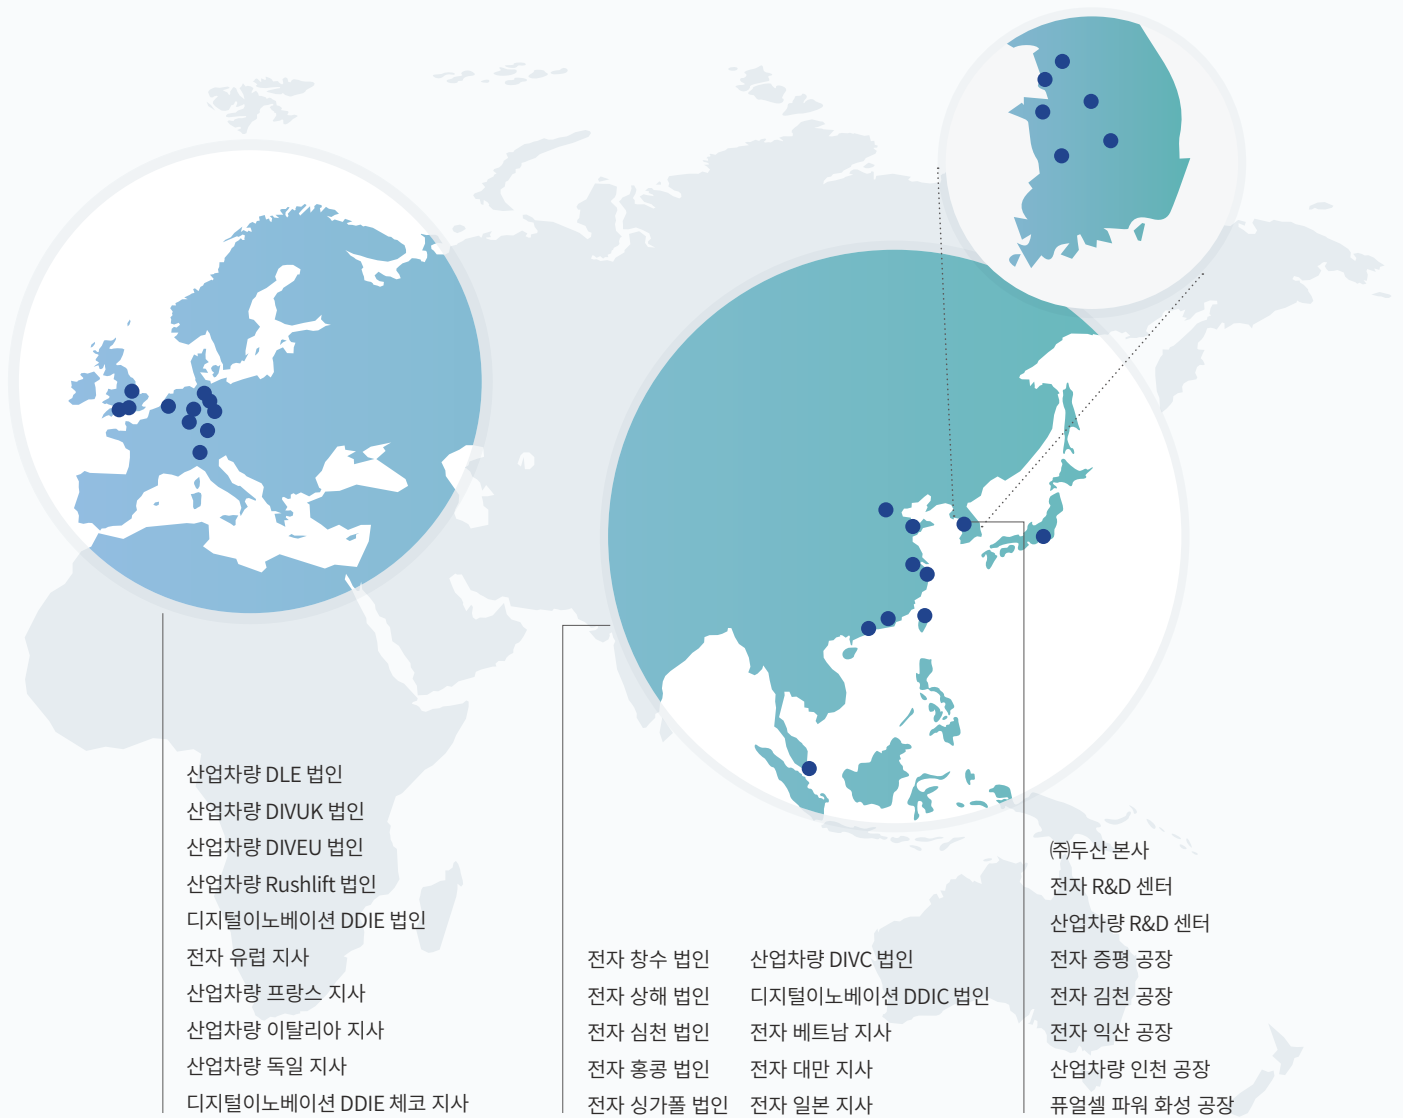 산업차량 DLE 법인
산업차량 DIVUK 법인
산업차량 DIVEU 법인
산업차량 Rushlift 법인
디지털이노베이션 DDIE 법인
전자 유럽 지사
산업차량 프랑스 지사
산업차량 이탈리아 지사
산업차량 독일 지사
디지털이노베이션 DDIE 체코 지사
전자 창수 법인
전자 상해 법인
전자 심천 법인
전자 홍콩 법인
전자 싱가폴 법인
산업차량 DIVC 법인
디지털이노베이션 DDIC 법인
전자 베트남 지사
전자 대만 지사
전자 일본 지사
㈜두산 본사
전자 R&D 센터
산업차량 R&D 센터
전자 증평 공장
전자 김천 공장
전자 익산 공장
산업차량 인천 공장
퓨얼셀 파워 화성 공장